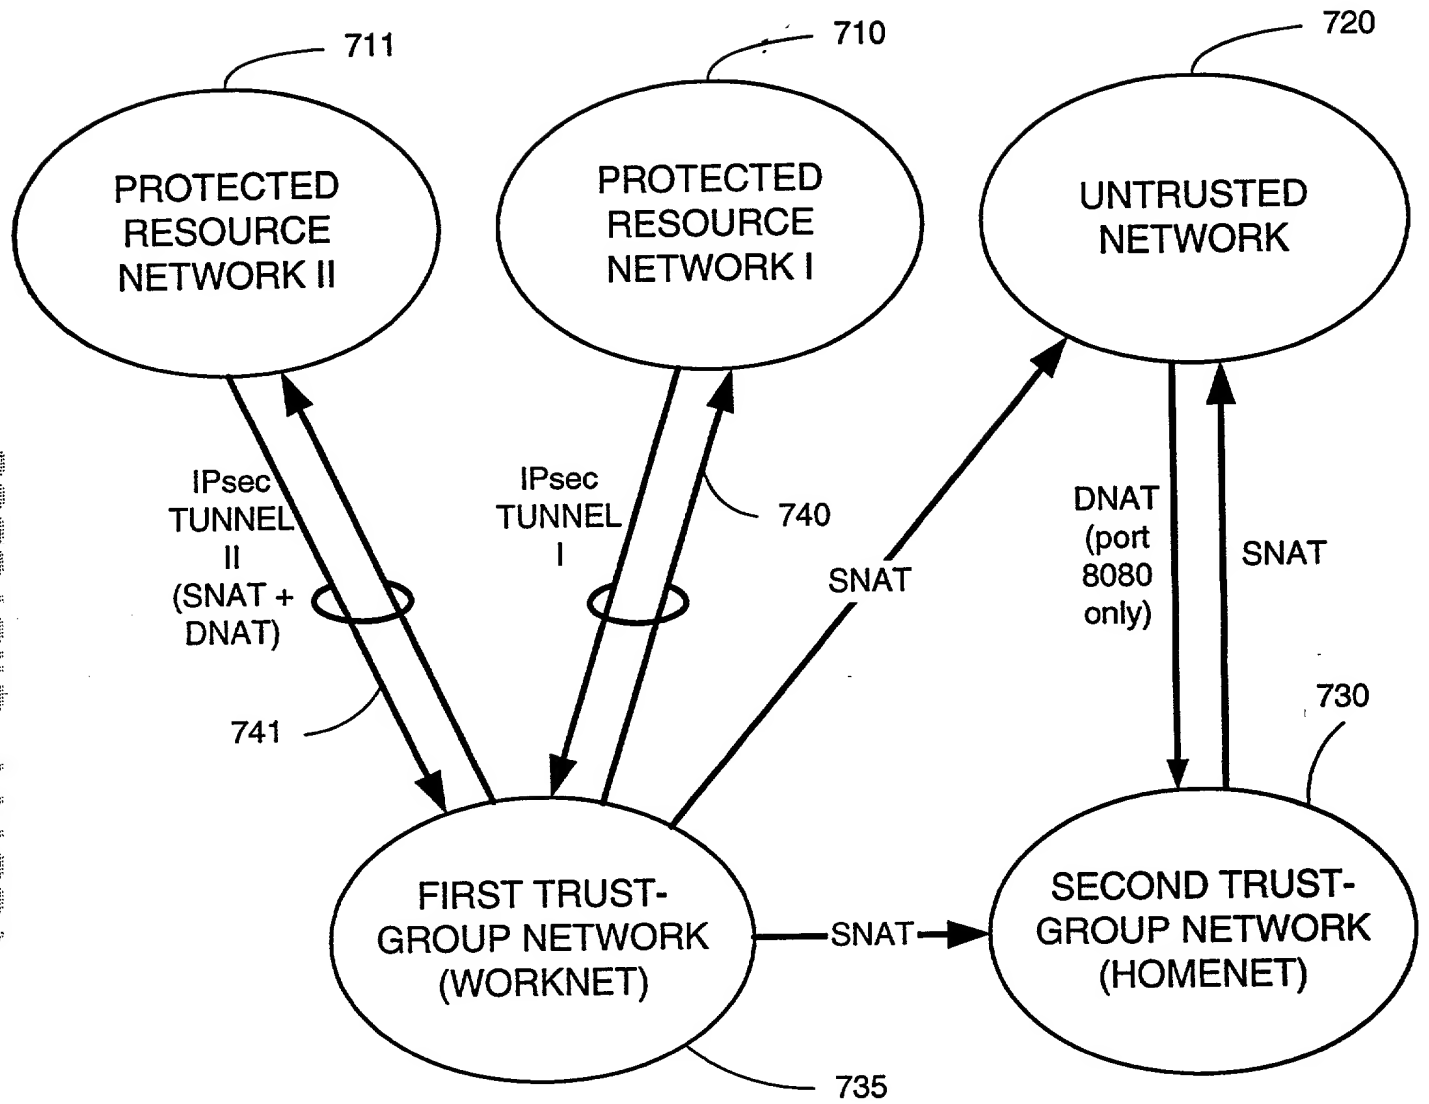 711
710
720
PROTECTED
RESOURCE
NETWORK II
PROTECTED
RESOURCE
NETWORK I
UNTRUSTED
NETWORK
IPsec
TUNNEL
II
(SNAT +
DNAT)
IPsec
TUNNEL
I
740
SNAT
DNAT
(port
8080
only)
SNAT
741
730
FIRST TRUST-
GROUP NETWORK
(WORKNET)
SNAT
SECOND TRUST-
GROUP NETWORK
(HOMENET)
735